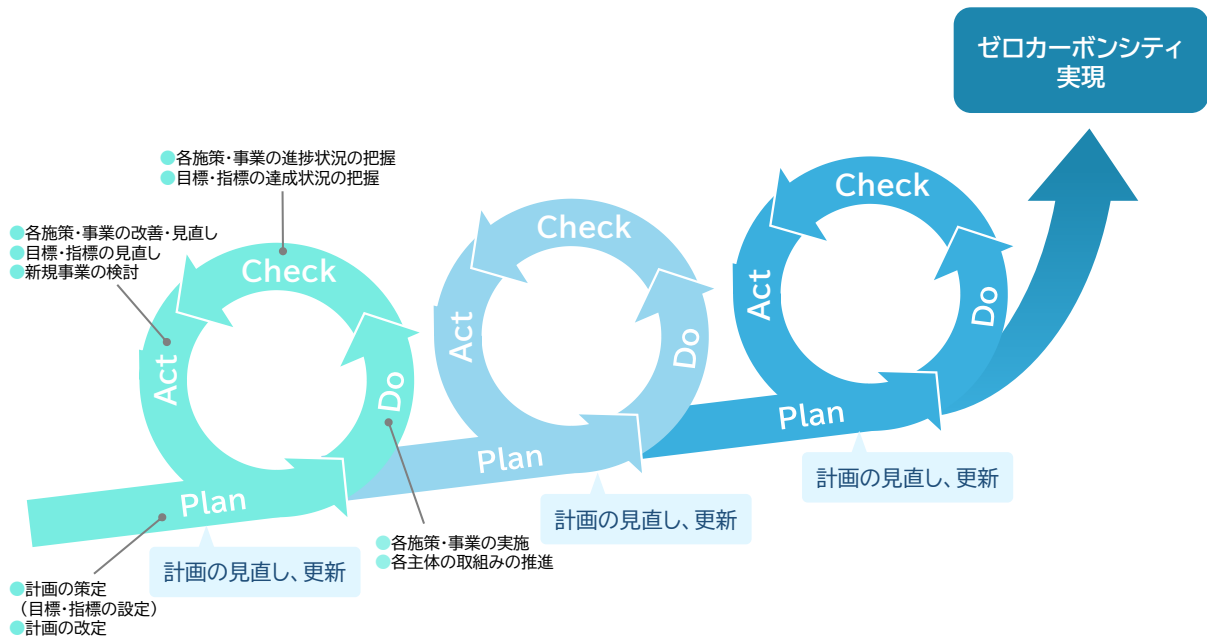 ゼロカーボンシティ
実現
●各施策・事業の進捗状況の把握
●目標・指標の達成状況の把握
●各施策・事業の改善・見直し
●目標・指標の見直し
●新規事業の検討
Check
Act
Do
Plan
Check
Act
Do
Plan
Check
Act
Do
Plan
計画の見直し、更新
計画の見直し、更新
計画の見直し、更新
●各施策・事業の実施
●各主体の取組みの推進
●計画の策定
（目標・指標の設定）
●計画の改定